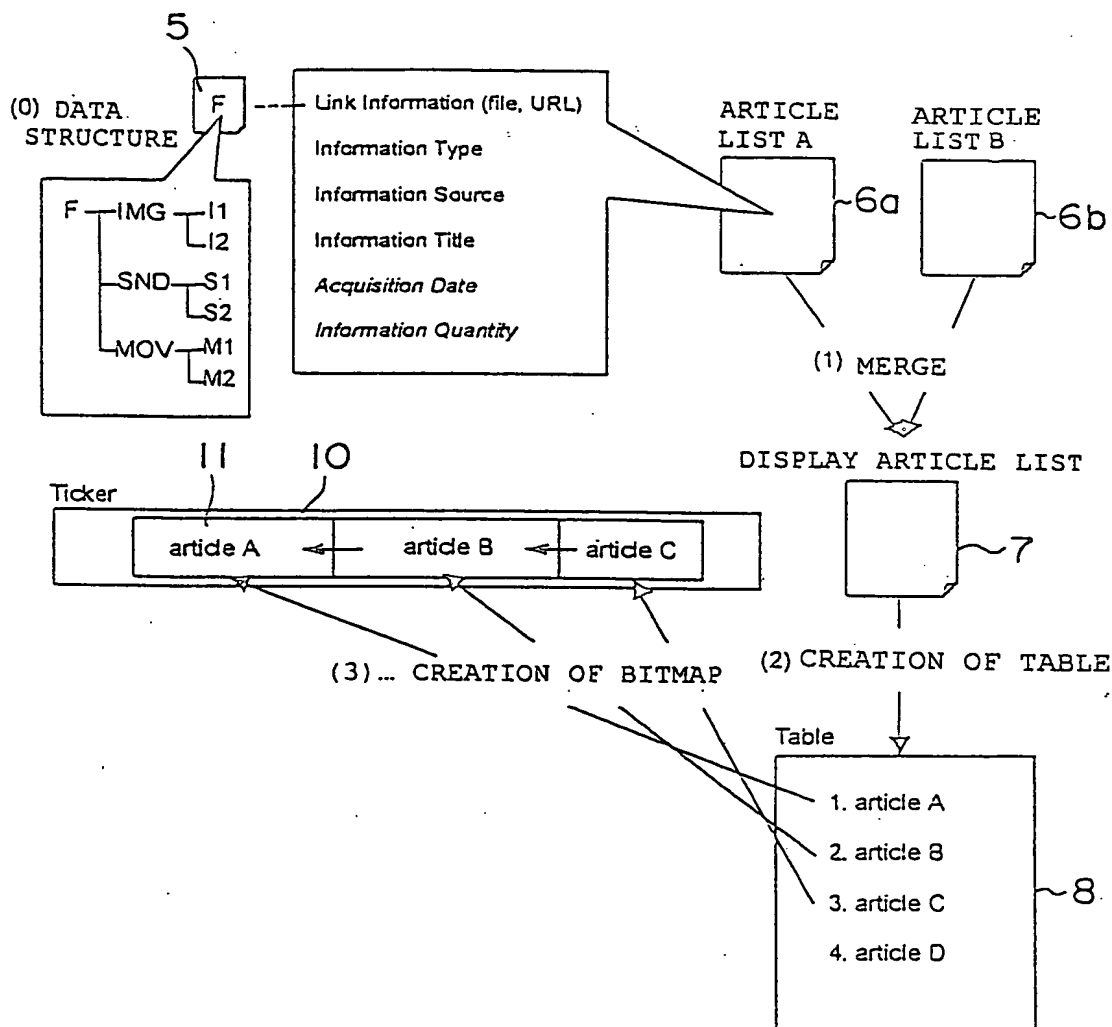 5
(0) DATA
STRUCTURE
F
F IMG I1
I2
SND S1
S2
MOV M1
M2
Link Information (file, URL)
Information Type
Information Source
Information Title
Acquisition Date
Information Quantity
ARTICLE
LIST A
6a
ARTICLE
LIST B
6b
(1) MERGE
DISPLAY ARTICLE LIST
7
11
10
Ticker
article A
article B
article C
(3)... CREATION OF BITMAP
(2) CREATION OF TABLE
Table
1. article A
2. article B
3. article C
4. article D
8